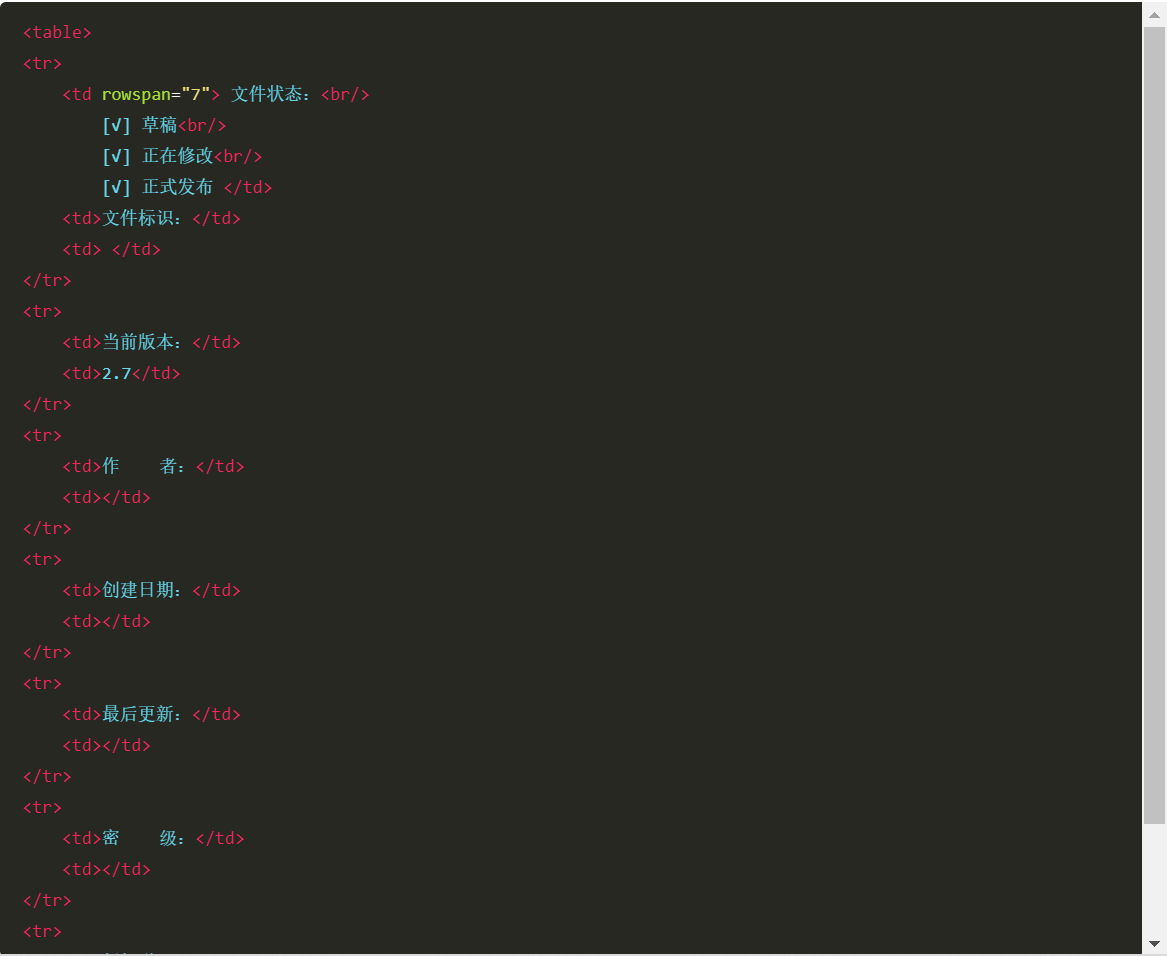 <table>
<tr>
    <td rowspan="7"> 文件状态：<br/>
        [√] 草稿<br/>
        [√] 正在修改<br/>
        [√] 正式发布 </td>
    <td>文件标识：</td>
    <td> </td>
</tr>
<tr>
    <td>当前版本：</td>
    <td>2.7</td>
</tr>
<tr>
    <td>作    者：</td>
    <td></td>
</tr>
<tr>
    <td>创建日期：</td>
    <td></td>
</tr>
<tr>
    <td>最后更新：</td>
    <td></td>
</tr>
<tr>
    <td>密    级：</td>
    <td></td>
</tr>
<tr>